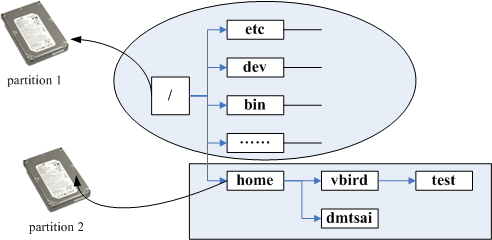 etc
partition 1
dev
/
bin
……
home
vbird
test
partition 2
dmtsai